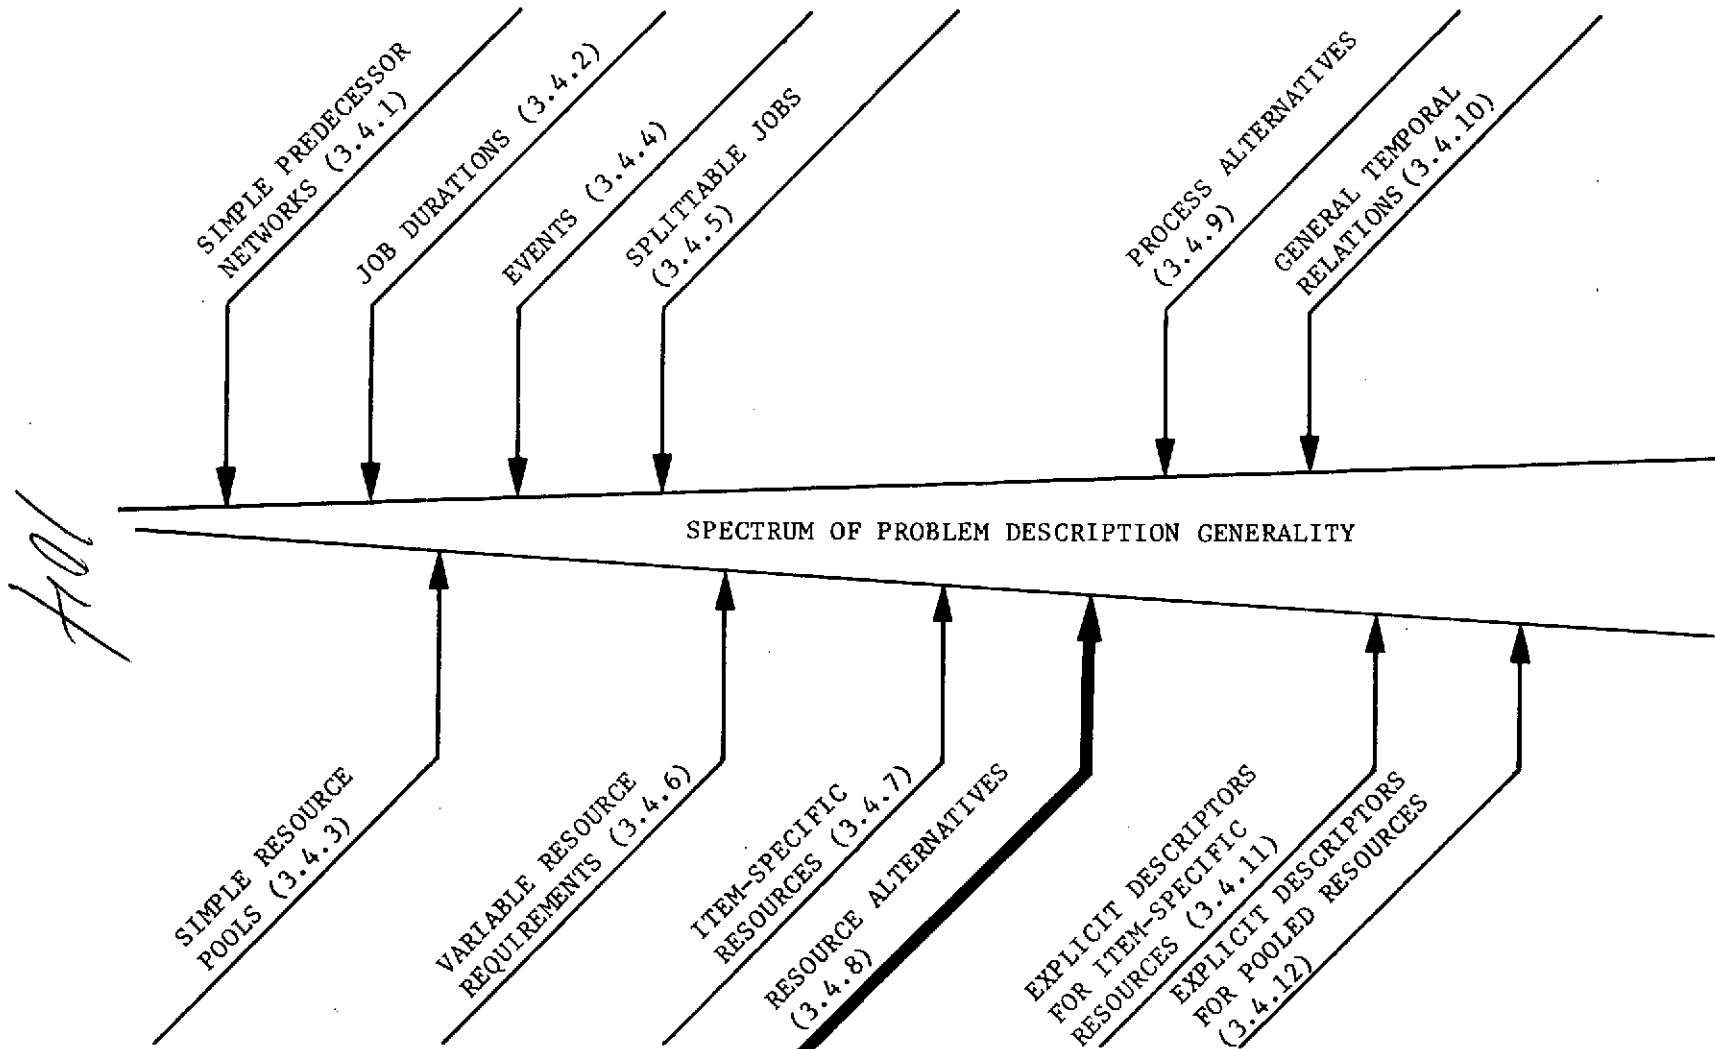 SIMPLE PREDECESSOR
NETWORKS (3.4.1)
JOB DURATIONS (3.4.2)
EVENTS (3.4.4)
SPLITTABLE JOBS
(3.4.5)
PROCESS ALTERNATIVES
(3.4.9)
GENERAL TEMPORAL
RELATIONS (3.4.10)
SPECTRUM OF PROBLEM DESCRIPTION GENERALITY
104
SIMPLE RESOURCE
POOLS (3.4.3)
VARIABLE RESOURCE
REQUIREMENTS (3.4.6)
ITEM-SPECIFIC
RESOURCES (3.4.7)
RESOURCE ALTERNATIVES
(3.4.8)
EXPLICIT DESCRIPTORS
FOR ITEM-SPECIFIC
RESOURCES (3.4.11)
EXPLICIT DESCRIPTORS
FOR POOLED RESOURCES
(3.4.12)